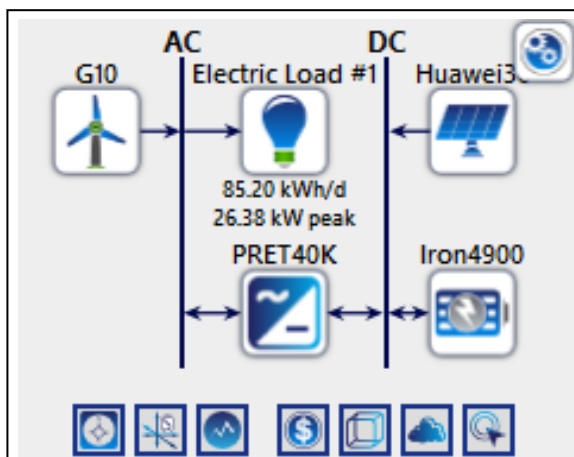 AC
DC
G10
Electric Load #1
85.20 kWh/d
26.38 kW peak
PRET40K
Iron4900